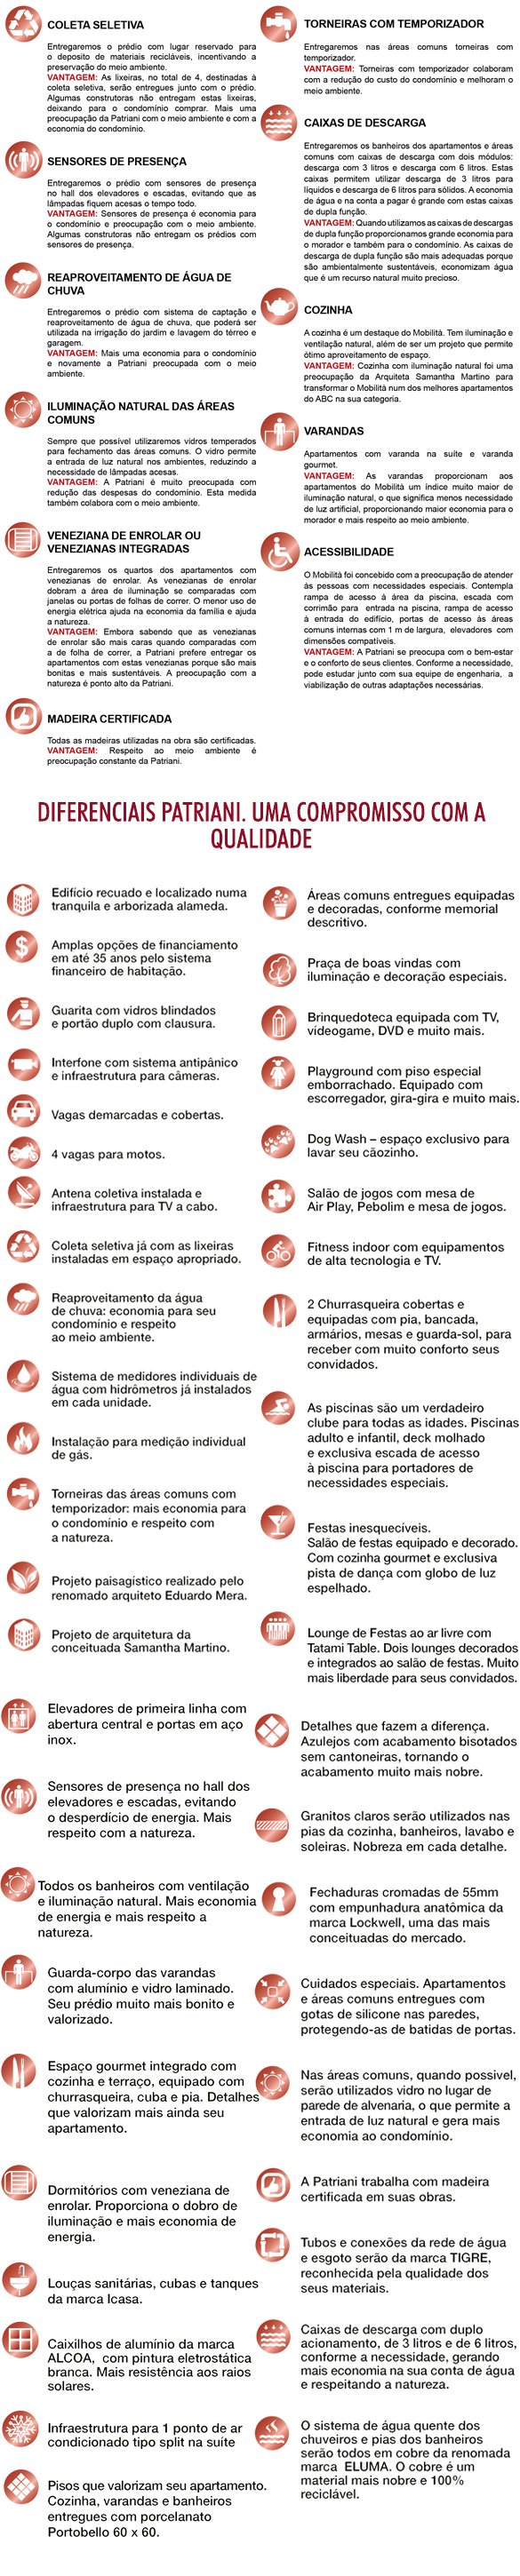 COLETA SELETIVA
Entregaremos o prédio com lugar reservado para
o deposito de materiais recicláveis, incentivando a
preservação do meio ambiente.
VANTAGEM: As lixeiras, no total de 4, destinadas à
coleta seletiva, serão entregues junto com o prédio.
Algumas construtoras não entregam estas lixeiras,
deixando para o condomínio comprar. Mais uma
preocupação da Patriani com o meio ambiente e com a
economia do condomínio.
SENSORES DE PRESENÇA
Entregaremos o prédio com sensores de presença
no hall dos elevadores e escadas, evitando que as
lâmpadas fiquem acesas o tempo todo.
VANTAGEM: Sensores de presença é economia para
o condomínio e preocupação com o meio ambiente.
Algumas construtoras não entregam os prédios com
sensores de presença.
REAPROVEITAMENTO DE ÁGUA DE
CHUVA
Entregaremos o prédio com sistema de captação e
reaproveitamento de água de chuva, que poderá ser
utilizada na irrigação do jardim e lavagem do térreo e
garagem.
VANTAGEM: Mais uma economia para o condomínio
e novamente a Patriani preocupada com o meio
ambiente.
ILUMINAÇÃO NATURAL DAS ÁREAS
COMUNS
Sempre que possível utilizaremos vidros temperados
para fechamento das áreas comuns. O vidro permite
a entrada de luz natural nos ambientes, reduzindo a
necessidade de lâmpadas acesas.
VANTAGEM: A Patriani é muito preocupada com
redução das despesas do condomínio. Esta medida
também colabora com o meio ambiente.
VENEZIANA DE ENROLAR OU
VENEZIANAS INTEGRADAS
Entregaremos os quartos dos apartamentos com
venezianas de enrolar. As venezianas de enrolar
dobram a área de iluminação se comparadas com
janelas ou portas de folhas de correr. O menor uso de
energia elétrica ajuda na economia da família e ajuda
a natureza.
VANTAGEM: Embora sabendo que as venezianas
de enrolar são mais caras quando comparadas com
a de folha de correr, a Patriani prefere entregar os
apartamentos com estas venezianas porque são mais
bonitas e mais sustentáveis. A preocupação com a
natureza é ponto alto da Patriani.
MADEIRA CERTIFICADA
Todas as madeiras utilizadas na obra são certificadas.
VANTAGEM: Respeito ao meio ambiente é
preocupação constante da Patriani.
TORNEIRAS COM TEMPORIZADOR
Entregaremos nas áreas comuns torneiras com
temporizador.
VANTAGEM: Torneiras com temporizador colaboram
com a redução do custo do condomínio e melhoram o
meio ambiente.
CAIXAS DE DESCARGA
Entregaremos os banheiros dos apartamentos e áreas
comuns com caixas de descarga com dois módulos:
descarga com 3 litros e descarga com 6 litros. Estas
caixas permitem utilizar descarga de 3 litros para
líquidos e descarga de 6 litros para sólidos. A economia
de água e na conta a pagar é grande com estas caixas
de dupla função.
VANTAGEM: Quando utilizamos as caixas de descargas
de dupla função proporcionamos grande economia para
o morador e também para o condomínio. As caixas de
descarga de dupla função são mais adequadas porque
são ambientalmente sustentáveis, economizam água
que é um recurso natural muito precioso.
COZINHA
A cozinha é um destaque do Mobilitá. Tem iluminação e
ventilação natural, além de ser um projeto que permite
ótimo aproveitamento de espaço.
VANTAGEM: Cozinha com iluminação natural foi uma
preocupação da Arquiteta Samantha Martino para
transformar o Mobilitá num dos melhores apartamentos
do ABC na sua categoria.
VARANDAS
Apartamentos com varanda na suíte e varanda
gourmet.
VANTAGEM: As varandas proporcionam aos
apartamentos do Mobilitá um índice muito maior de
iluminação natural, o que significa menos necessidade
de luz artificial, proporcionando maior economia para o
morador e mais respeito ao meio ambiente.
ACESSIBILIDADE
O Mobilitá foi concebido com a preocupação de atender
às pessoas com necessidades especiais. Contempla
rampa de acesso à área da piscina, escada com
corrimão para entrada na piscina, rampa de acesso
à entrada do edifício, portas de acesso às áreas
comuns internas com 1 m de largura, elevadores com
dimensões compatíveis.
VANTAGEM: A Patriani se preocupa com o bem-estar
e o conforto de seus clientes. Conforme a necessidade,
pode estudar junto com sua equipe de engenharia, a
viabilização de outras adaptações necessárias.
DIFERENCIAIS PATRIANI. UMA COMPROMISSO COM A
QUALIDADE
Edifício recuado e localizado numa
tranquila e arborizada alameda.
Amplas opções de financiamento
em até 35 anos pelo sistema
financeiro de habitação.
Guarita com vidros blindados
e portão duplo com clausura.
Interfone com sistema antipânico
e infraestrutura para câmeras.
Vagas demarcadas e cobertas.
4 vagas para motos.
Antena coletiva instalada e
infraestrutura para TV a cabo.
Coleta seletiva já com as lixeiras
instaladas em espaço apropriado.
Reaproveitamento da água
de chuva: economia para seu
condomínio e respeito
ao meio ambiente.
Sistema de medidores individuais de
água com hidrômetros já instalados
em cada unidade.
Instalação para medição individual
de gás.
Torneiras das áreas comuns com
temporizador: mais economia para
o condomínio e respeito com
a natureza.
Projeto paisagístico realizado pelo
renomado arquiteto Eduardo Mera.
Projeto de arquitetura da
conceituada Samantha Martino.
Elevadores de primeira linha com
abertura central e portas em aço
inox.
Sensores de presença no hall dos
elevadores e escadas, evitando
o desperdício de energia. Mais
respeito com a natureza.
Todos os banheiros com ventilação
e iluminação natural. Mais economia
de energia e mais respeito a
natureza.
Guarda-corpo das varandas
com alumínio e vidro laminado.
Seu prédio muito mais bonito e
valorizado.
Espaço gourmet integrado com
cozinha e terraço, equipado com
churrasqueira, cuba e pia. Detalhes
que valorizam mais ainda seu
apartamento.
Dormitórios com veneziana de
enrolar. Proporciona o dobro de
iluminação e mais economia de
energia.
Louças sanitárias, cubas e tanques
da marca Icasa.
Caixilhos de alumínio da marca
ALCOA, com pintura eletrostática
branca. Mais resistência aos raios
solares.
Infraestrutura para 1 ponto de ar
condicionado tipo split na suíte
Pisos que valorizam seu apartamento.
Cozinha, varandas e banheiros
entregues com porcelanato
Portobello 60 x 60.
Áreas comuns entregues equipadas
e decoradas, conforme memorial
descritivo.
Praça de boas vindas com
iluminação e decoração especiais.
Brinquedoteca equipada com TV,
vídeogame, DVD e muito mais.
Playground com piso especial
emborrachado. Equipado com
escorregador, gira-gira e muito mais.
Dog Wash – espaço exclusivo para
lavar seu cãozinho.
Salão de jogos com mesa de
Air Play, Pebolim e mesa de jogos.
Fitness indoor com equipamentos
de alta tecnologia e TV.
2 Churrasqueira cobertas e
equipadas com pia, bancada,
armários, mesas e guarda-sol, para
receber com muito conforto seus
convidados.
As piscinas são um verdadeiro
clube para todas as idades. Piscinas
adulto e infantil, deck molhado
e exclusiva escada de acesso
à piscina para portadores de
necessidades especiais.
Festas inesquecíveis.
Salão de festas equipado e decorado.
Com cozinha gourmet e exclusiva
pista de dança com globo de luz
espelhado.
Lounge de Festas ao ar livre com
Tatami Table. Dois lounges decorados
e integrados ao salão de festas. Muito
mais liberdade para seus convidados.
Detalhes que fazem a diferença.
Azulejos com acabamento bisotados
sem cantoneiras, tornando o
acabamento muito mais nobre.
Granitos claros serão utilizados nas
pias da cozinha, banheiros, lavabo e
soleiras. Nobreza em cada detalhe.
Fechaduras cromadas de 55mm
com empunhadura anatômica da
marca Lockwell, uma das mais
conceituadas do mercado.
Cuidados especiais. Apartamentos
e áreas comuns entregues com
gotas de silicone nas paredes,
protegendo-as de batidas de portas.
Nas áreas comuns, quando possivel,
serão utilizados vidro no lugar de
parede de alvenaria, o que permite a
entrada de luz natural e gera mais
economia ao condomínio.
A Patriani trabalha com madeira
certificada em suas obras.
Tubos e conexões da rede de água
e esgoto serão da marca TIGRE,
reconhecida pela qualidade dos
seus materiais.
Caixas de descarga com duplo
acionamento, de 3 litros e de 6 litros,
conforme a necessidade, gerando
mais economia na sua conta de água
e respeitando a natureza.
O sistema de água quente dos
chuveiros e pias dos banheiros
serão todos em cobre da renomada
marca ELUMA. O cobre é um
material mais nobre e 100%
reciclável.